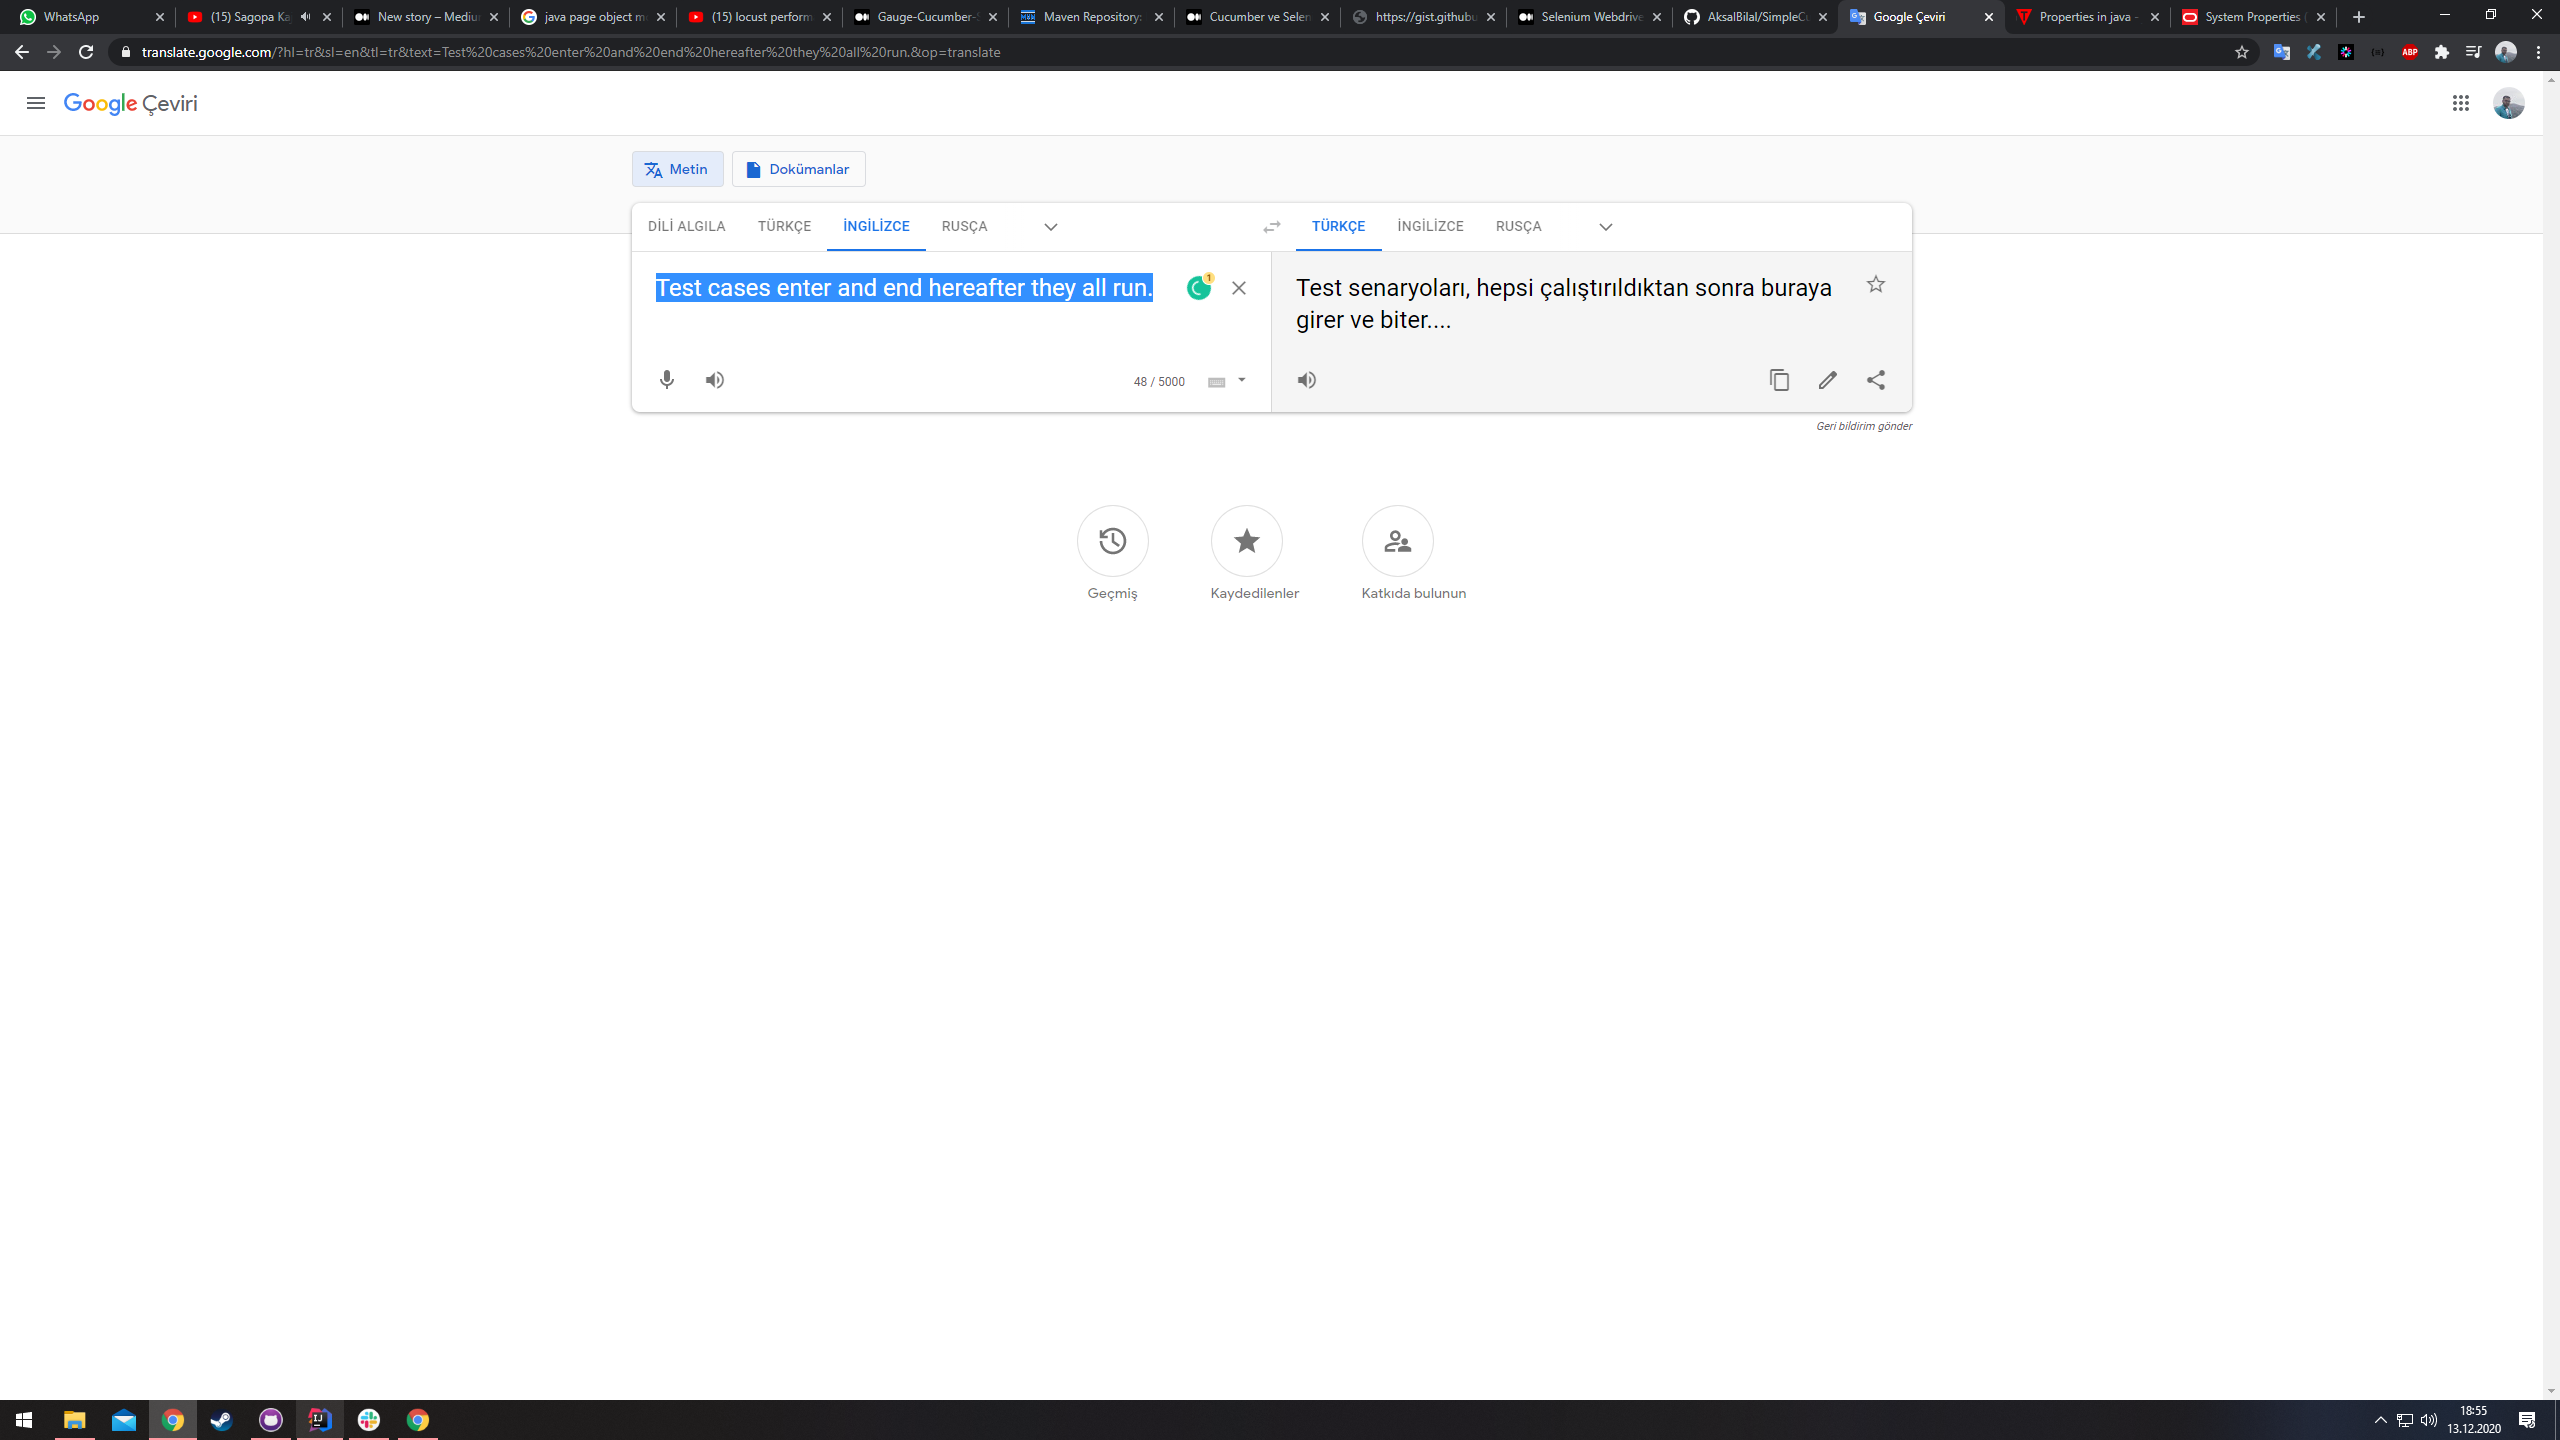 WhatsApp
(15) Sagopa Ka
New story – Mediu
java page object m
(15) locust perform
Gauge-Cucumber-S
Maven Repository:
Cucumber ve Selen
https://gist.githubu
Selenium Webdrive
AksalBilal/SimpleCu
Google Çeviri
Properties in java -
System Properties (
translate.google.com/?hl=tr&sl=en&tl=tr&text=Test%20cases%20enter%20and%20end%20hereafter%20they%20all%20run.&op=translate
ABP
Google Çeviri
Metin
Dokümanlar
DİLİ ALGILA
TÜRKÇE
İNGİLİZCE
RUSÇA
TÜRKÇE
İNGİLİZCE
RUSÇA
Test cases enter and end hereafter they all run.
1
Test senaryoları, hepsi çalıştırıldıktan sonra buraya
girer ve biter....
48 / 5000
Geri bildirim gönder
Geçmiş
Kaydedilenler
Katkıda bulunun
18:55
13.12.2020